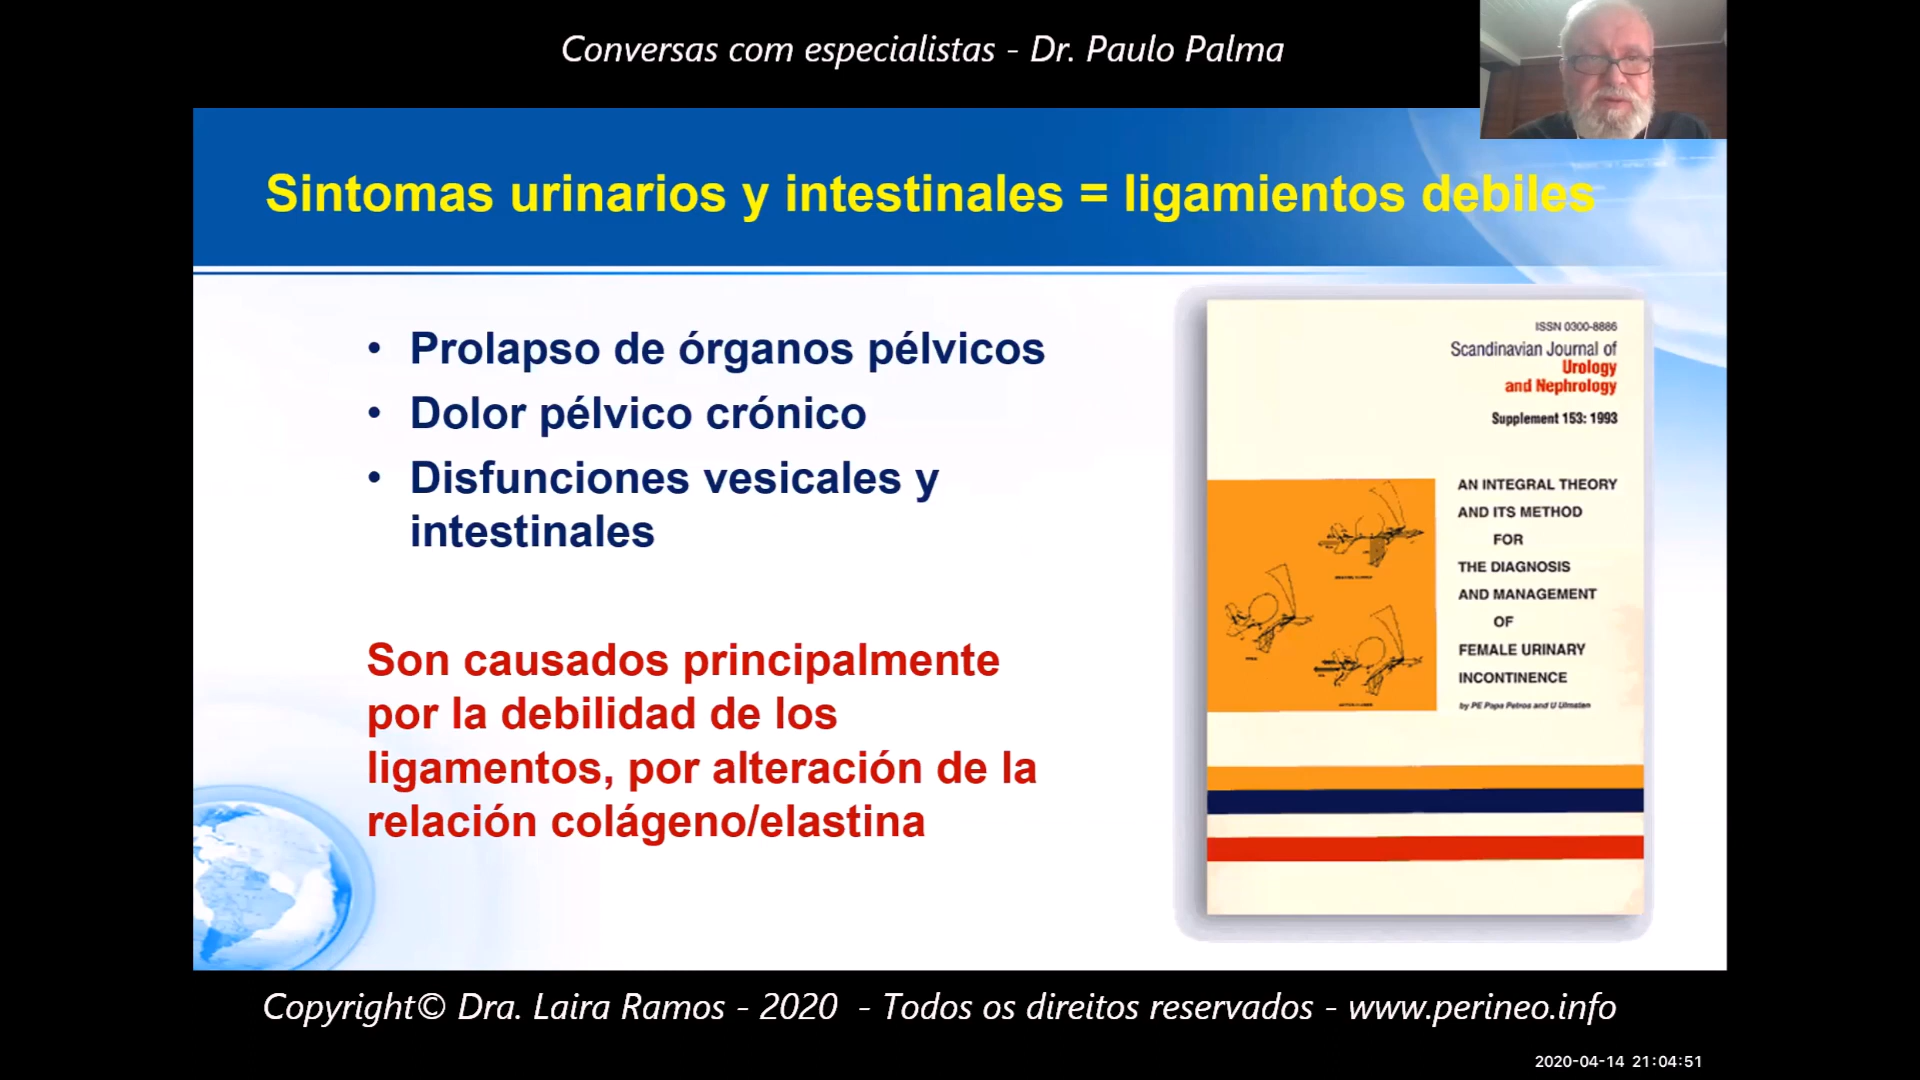 Conversas com especialistas - Dr. Paulo Palma
Sintomas urinarios y intestinales = ligamientos debiles
• Prolapso de órganos pélvicos
• Dolor pélvico crónico
• Disfunciones vesicales y
intestinales
Son causados principalmente
por la debilidad de los
ligamentos, por alteración de la
relación colágeno/elastina
ISSN 0300-8886
Scandinavian Journal of
Urology
and Nephrology
Supplement 153: 1993
AN INTEGRAL THEORY
AND ITS METHOD
FOR
THE DIAGNOSIS
AND MANAGEMENT
OF
FEMALE URINARY
INCONTINENCE
by PE Papa Petros and U Ulmsten
Copyright© Dra. Laira Ramos - 2020 - Todos os direitos reservados - www.perineo.info
2020-04-14 21:04:51